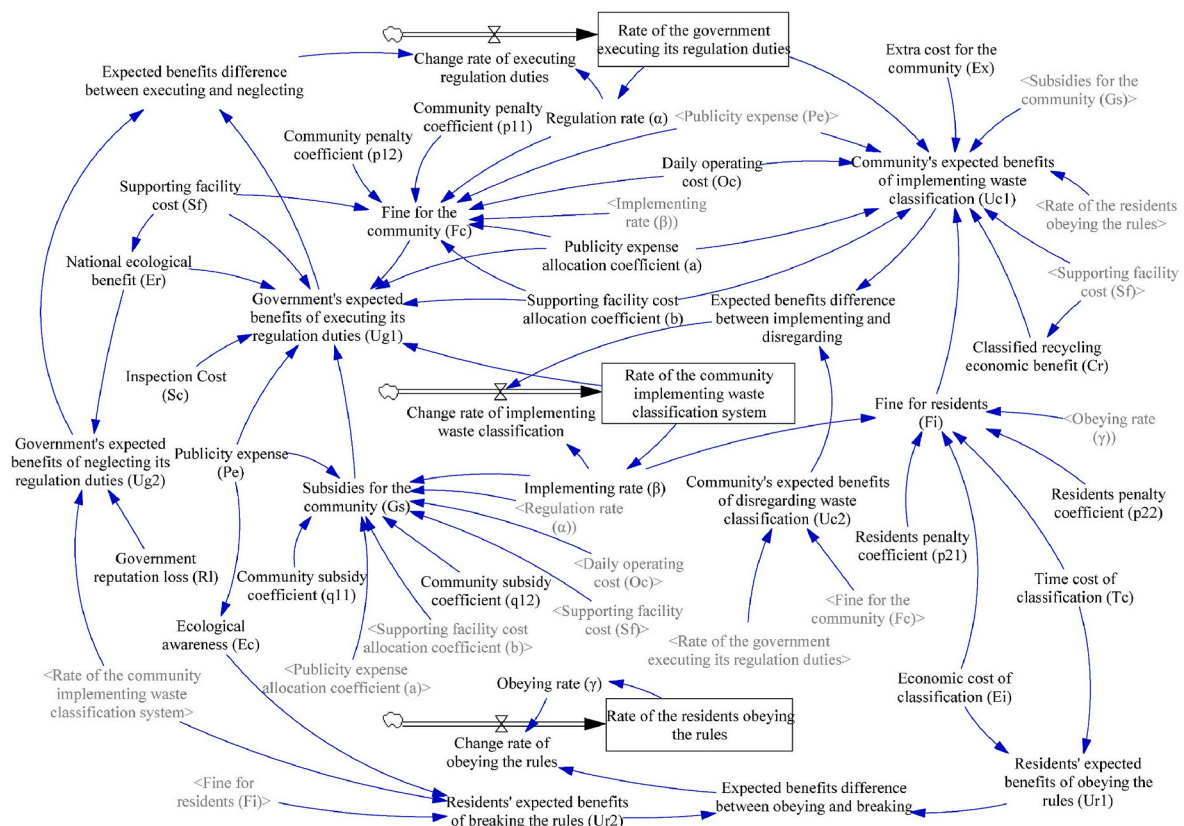 Rate of the government
executing its regulation duties
Change rate of executing
regulation duties
Expected benefits difference
between executing and neglecting
Extra cost for the
community (Ex)
<Subsidies for the
community (Gs)>
Community penalty
coefficient (p11)
Regulation rate (α)
<Publicity expense (Pe)>
Community penalty
coefficient (p12)
Daily operating
cost (Oc)
Community's expected benefits
of implementing waste
classification (Uc1)
Supporting facility
cost (Sf)
Fine for the
community (Fc)
<Implementing
rate (β)>
<Rate of the residents
obeying the rules>
National ecological
benefit (Er)
Publicity expense
allocation coefficient (a)
<Supporting facility
cost (Sf)>
Government's expected
benefits of executing its
regulation duties (Ug1)
Supporting facility cost
allocation coefficient (b)
Expected benefits difference
between implementing and
disregarding
Classified recycling
economic benefit (Cr)
Inspection Cost
(Sc)
Rate of the community
implementing waste
classification system
Change rate of implementing
waste classification
Fine for residents
(Fi)
<Obeying rate
(γ)>
Government's expected
benefits of neglecting its
regulation duties (Ug2)
Publicity expense
(Pe)
Subsidies for the
community (Gs)
Implementing rate (β)
<Regulation rate
(α)>
Community's expected benefits
of disregarding waste
classification (Uc2)
Residents penalty
coefficient (p22)
Residents penalty
coefficient (p21)
Government
reputation loss (Rl)
Community subsidy
coefficient (q11)
Community subsidy
coefficient (q12)
<Daily operating
cost (Oc)>
Time cost of
classification (Tc)
<Fine for the
community (Fc)>
Ecological
awareness (Ec)
<Supporting facility cost
allocation coefficient (b)>
<Supporting facility
cost (Sf)>
<Rate of the government
executing its regulation duties>
<Rate of the community
implementing waste
classification system>
<Publicity expense
allocation coefficient (a)>
Obeying rate (γ)
Economic cost of
classification (Ei)
Rate of the residents obeying
the rules
Change rate of
obeying the rules
<Fine for
residents (Fi)>
Residents' expected benefits
of breaking the rules (Ur2)
Expected benefits difference
between obeying and breaking
Residents' expected
benefits of obeying the
rules (Ur1)